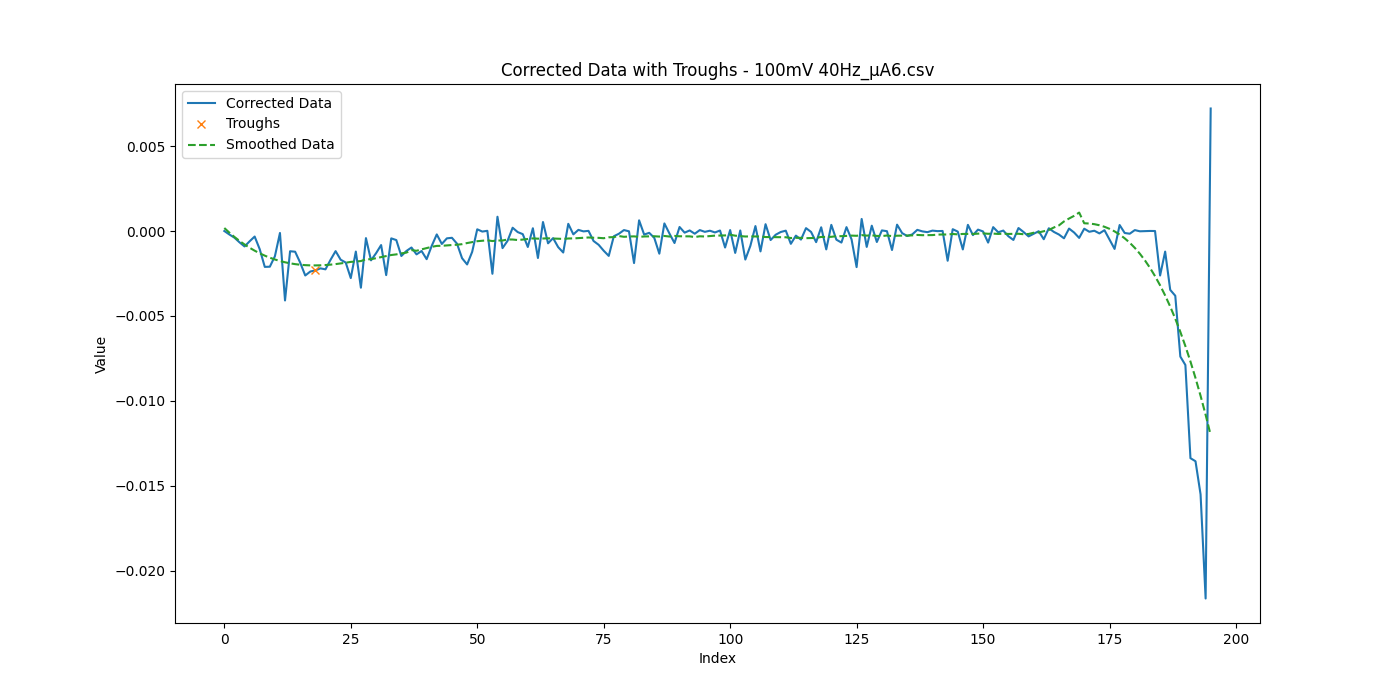 Corrected Data with Troughs - 100mV 40Hz_μA6.csv
Corrected Data
Troughs
Smoothed Data
0.005
0.000
−0.005
−0.010
−0.015
−0.020
Value
0 25 50 75 100 125 150 175 200
Index